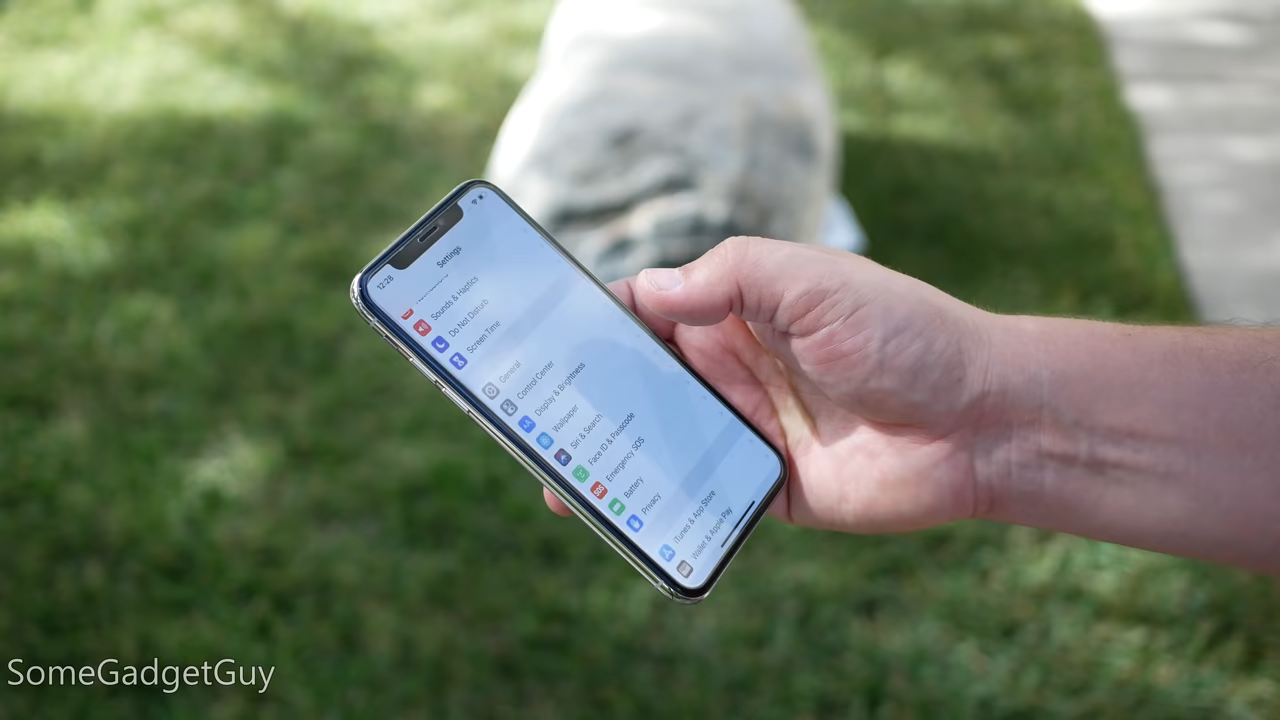 12:28
Settings
Sounds & Haptics
Do Not Disturb
Screen Time
General
Control Center
Display & Brightness
Wallpaper
Siri & Search
Face ID & Passcode
SOS
Emergency SOS
Battery
Privacy
iTunes & App Store
Wallet & Apple Pay
SomeGadgetGuy